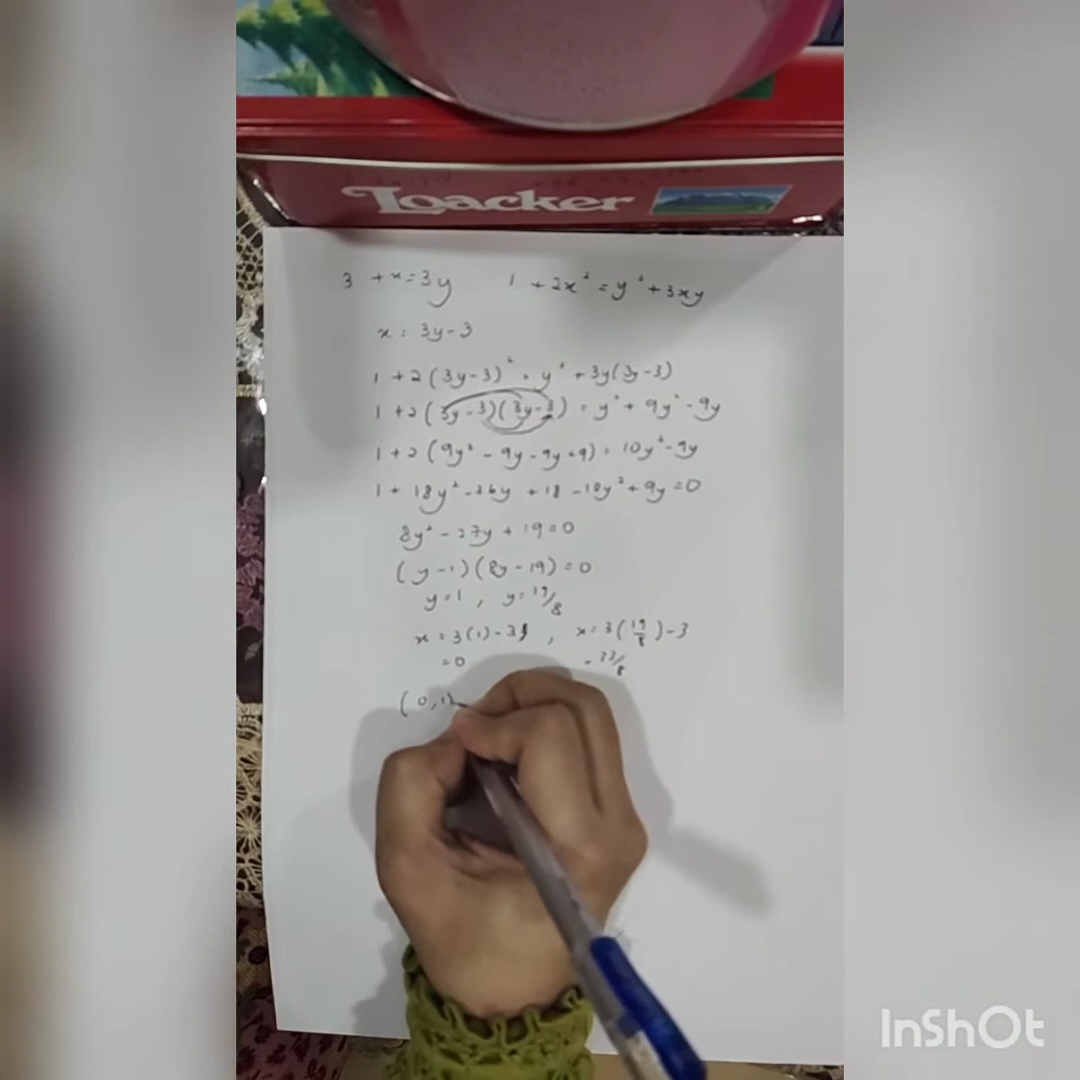 Loacker
3 + x = 3y 1 + 2x² = y² + 3xy
x = 3y - 3
1 + 2 (3y - 3)² = y² + 3y(3y - 3)
1 + 2 (3y - 3)(3y - 3) = y² + 9y² - 9y
1 + 2 (9y² - 9y - 9y + 9) = 10y² - 9y
1 + 18y² - 36y + 18 - 10y² + 9y = 0
8y² - 27y + 19 = 0
(y - 1)(8y - 19) = 0
y = 1 , y = 19/8
x = 3(1) - 3 , x = 3(19/8) - 3
= 0 = 33/8
(0, 1)
InShOt